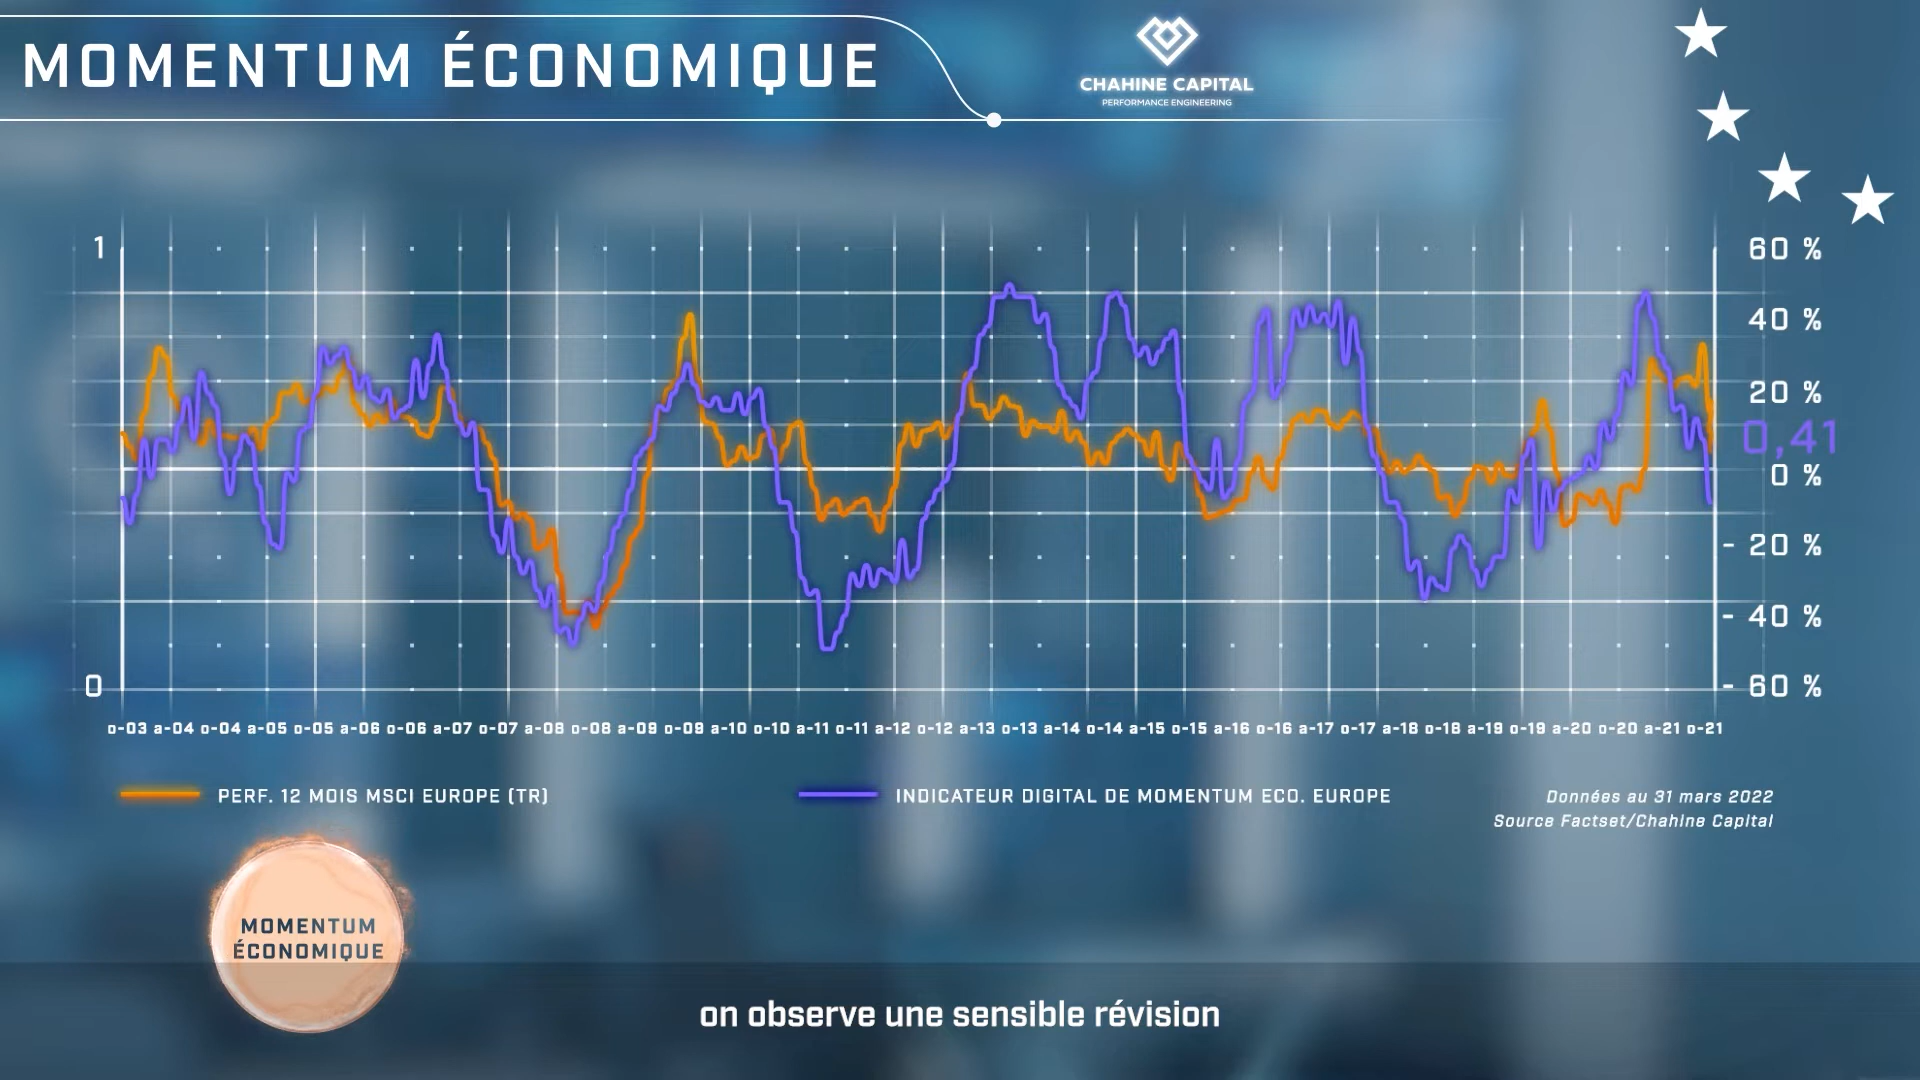 MOMENTUM ÉCONOMIQUE
CHAHINE CAPITAL
PERFORMANCE ENGINEERING
1
0
60 %
40 %
20 %
0,41
0 %
- 20 %
- 40 %
- 60 %
o-03 a-04 o-04 a-05 o-05 a-06 o-06 a-07 o-07 a-08 o-08 a-09 o-09 a-10 o-10 a-11 o-11 a-12 o-12 a-13 o-13 a-14 o-14 a-15 o-15 a-16 o-16 a-17 o-17 a-18 o-18 a-19 o-19 a-20 o-20 a-21 o-21
PERF. 12 MOIS MSCI EUROPE (TR)
INDICATEUR DIGITAL DE MOMENTUM ECO. EUROPE
Données au 31 mars 2022
Source Factset/Chahine Capital
MOMENTUM
ÉCONOMIQUE
on observe une sensible révision